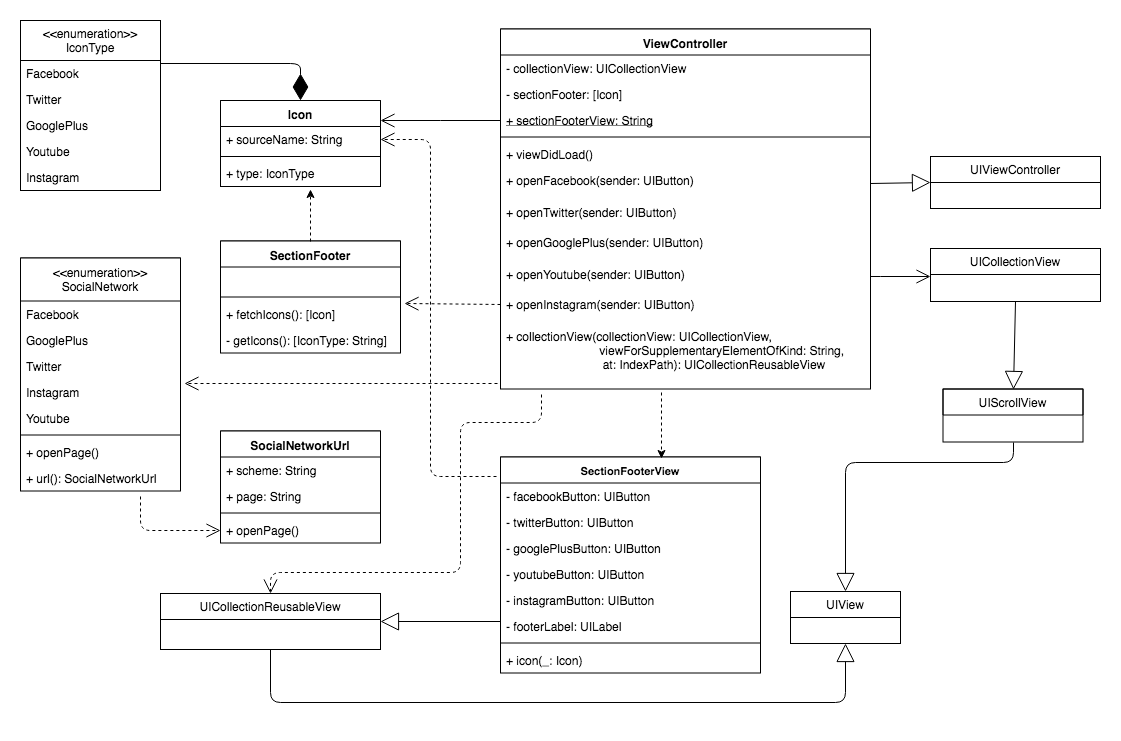 <<enumeration>>
IconType
Facebook
Twitter
GooglePlus
Youtube
Instagram
Icon
+ sourceName: String
+ type: IconType
ViewController
- collectionView: UICollectionView
- sectionFooter: [Icon]
+ sectionFooterView: String
+ viewDidLoad()
+ openFacebook(sender: UIButton)
+ openTwitter(sender: UIButton)
+ openGooglePlus(sender: UIButton)
+ openYoutube(sender: UIButton)
+ openInstagram(sender: UIButton)
+ collectionView(collectionView: UICollectionView,
viewForSupplementaryElementOfKind: String,
at: IndexPath): UICollectionReusableView
UIViewController
UICollectionView
UIScrollView
SectionFooter
+ fetchIcons(): [Icon]
- getIcons(): [IconType: String]
<<enumeration>>
SocialNetwork
Facebook
GooglePlus
Twitter
Instagram
Youtube
+ openPage()
+ url(): SocialNetworkUrl
SocialNetworkUrl
+ scheme: String
+ page: String
+ openPage()
SectionFooterView
- facebookButton: UIButton
- twitterButton: UIButton
- googlePlusButton: UIButton
- youtubeButton: UIButton
- instagramButton: UIButton
- footerLabel: UILabel
+ icon(_: Icon)
UICollectionReusableView
UIView